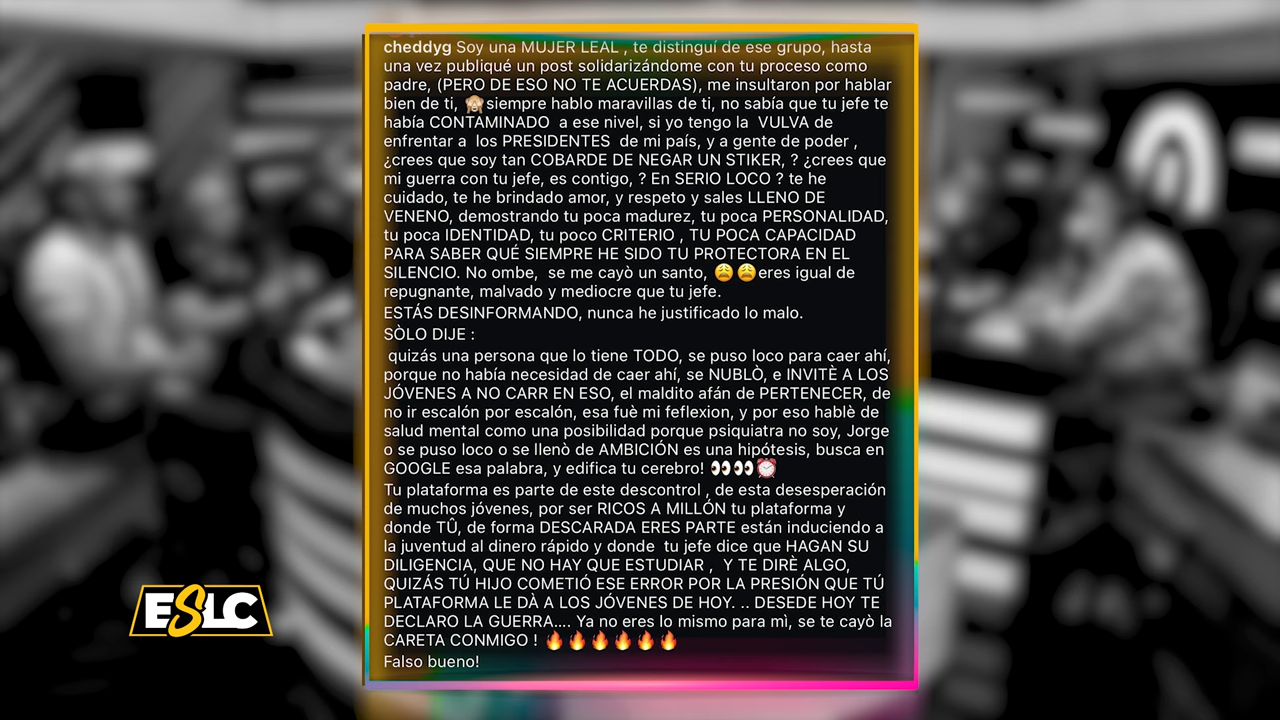 cheddyg Soy una MUJER LEAL , te distinguí de ese grupo, hasta
una vez publiqué un post solidarizándome con tu proceso como
padre, (PERO DE ESO NO TE ACUERDAS), me insultaron por hablar
bien de ti, 🙈siempre hablo maravillas de ti, no sabía que tu jefe te
había CONTAMINADO a ese nivel, si yo tengo la VULVA de
enfrentar a los PRESIDENTES de mi país, y a gente de poder ,
¿crees que soy tan COBARDE DE NEGAR UN STIKER, ? ¿crees que
mi guerra con tu jefe, es contigo, ? En SERIO LOCO ? te he
cuidado, te he brindado amor, y respeto y sales LLENO DE
VENENO, demostrando tu poca madurez, tu poca PERSONALIDAD,
tu poca IDENTIDAD, tu poco CRITERIO , TU POCA CAPACIDAD
PARA SABER QUÉ SIEMPRE HE SIDO TU PROTECTORA EN EL
SILENCIO. No ombe, se me cayò un santo, 😩😩eres igual de
repugnante, malvado y mediocre que tu jefe.
ESTÁS DESINFORMANDO, nunca he justificado lo malo.
SÒLO DIJE :
quizás una persona que lo tiene TODO, se puso loco para caer ahí,
porque no había necesidad de caer ahí, se NUBLÒ, e INVITÈ A LOS
JÓVENES A NO CARR EN ESO, el maldito afán de PERTENECER, de
no ir escalón por escalón, esa fuè mi feflexion, y por eso hablè de
salud mental como una posibilidad porque psiquiatra no soy, Jorge
o se puso loco o se llenò de AMBICIÓN es una hipótesis, busca en
GOOGLE esa palabra, y edifica tu cerebro! 👀👀⏰
Tu plataforma es parte de este descontrol , de esta desesperación
de muchos jóvenes, por ser RICOS A MILLÓN tu plataforma y
donde TÛ, de forma DESCARADA ERES PARTE están induciendo a
la juventud al dinero rápido y donde tu jefe dice que HAGAN SU
DILIGENCIA, QUE NO HAY QUE ESTUDIAR , Y TE DIRÈ ALGO,
QUIZÁS TÚ HIJO COMETIÓ ESE ERROR POR LA PRESIÓN QUE TÚ
PLATAFORMA LE DÀ A LOS JÓVENES DE HOY. .. DESEDE HOY TE
DECLARO LA GUERRA.... Ya no eres lo mismo para mì, se te cayò la
CARETA CONMIGO ! 🔥🔥🔥🔥🔥🔥
Falso bueno!
ESLC